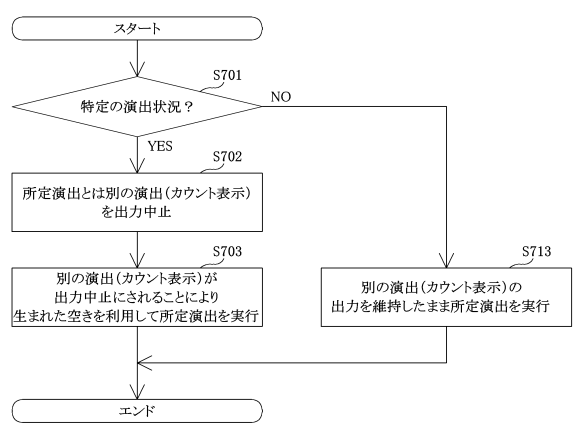 スタート
S701
特定の演出状況？
NO
YES
S702
所定演出とは別の演出（カウント表示）
を出力中止
S703
別の演出（カウント表示）が
出力中止にされることにより
生まれた空きを利用して所定演出を実行
S713
別の演出（カウント表示）の
出力を維持したまま所定演出を実行
エンド